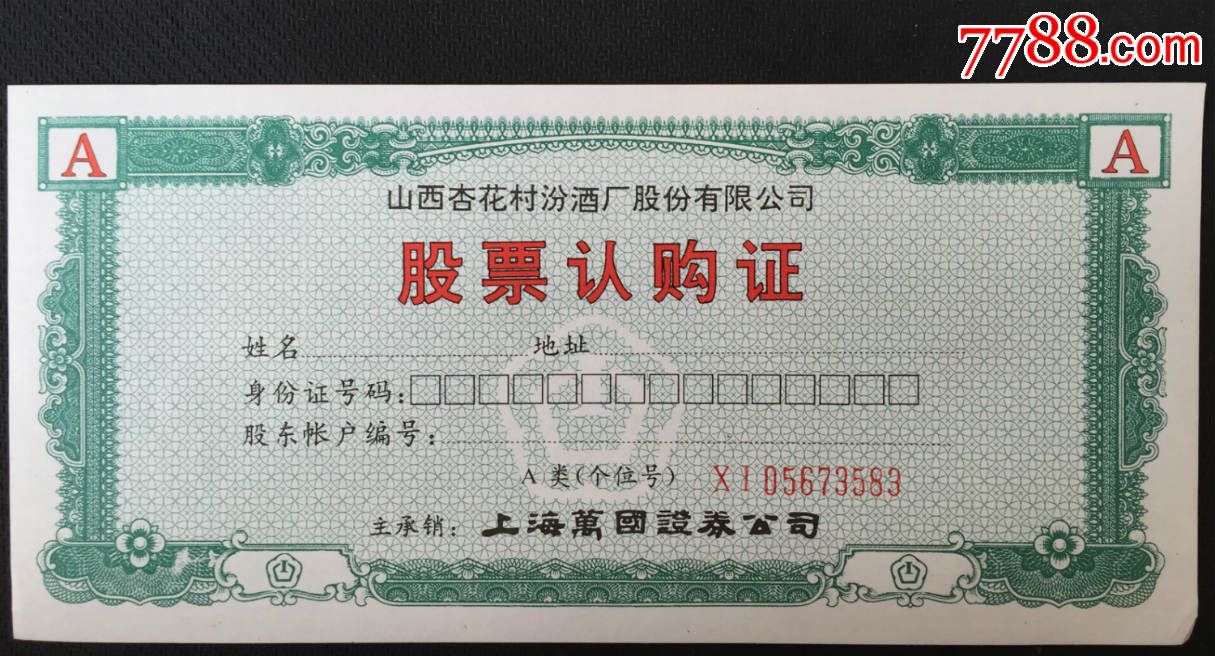 7788.com
A A
山西杏花村汾酒厂股份有限公司
股票认购证
姓名 地址
身份证号码：
股东帐户编号：
A类(个位号) XI05673583
主承销：上海萬國證券公司